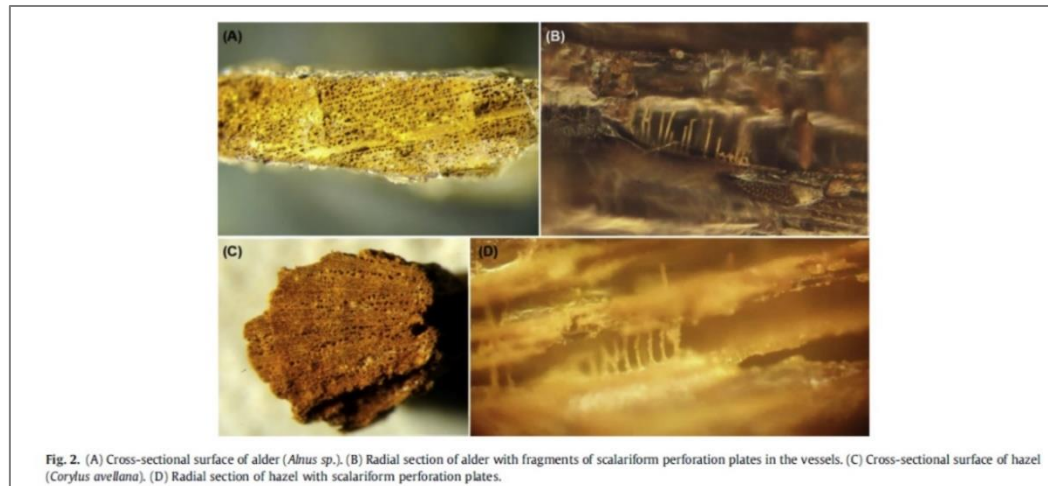 (A)
(B)
(C)
(D)
Fig. 2. (A) Cross-sectional surface of alder (Alnus sp.). (B) Radial section of alder with fragments of scalariform perforation plates in the vessels. (C) Cross-sectional surface of hazel
(Corylus avellana). (D) Radial section of hazel with scalariform perforation plates.